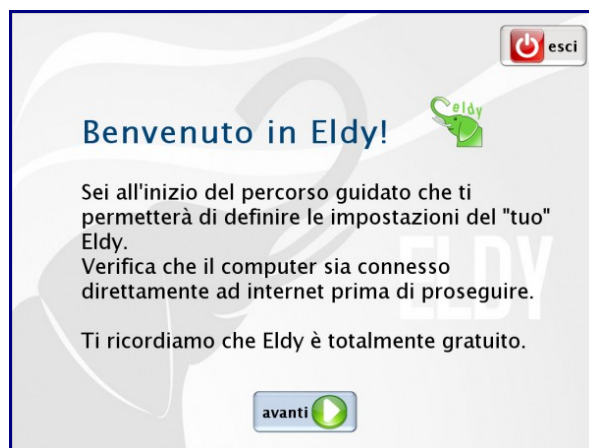 esci
eldy
Benvenuto in Eldy!
Sei all'inizio del percorso guidato che ti
permetterà di definire le impostazioni del "tuo"
Eldy.
Verifica che il computer sia connesso
direttamente ad internet prima di proseguire.
Ti ricordiamo che Eldy è totalmente gratuito.
ELDY
avanti